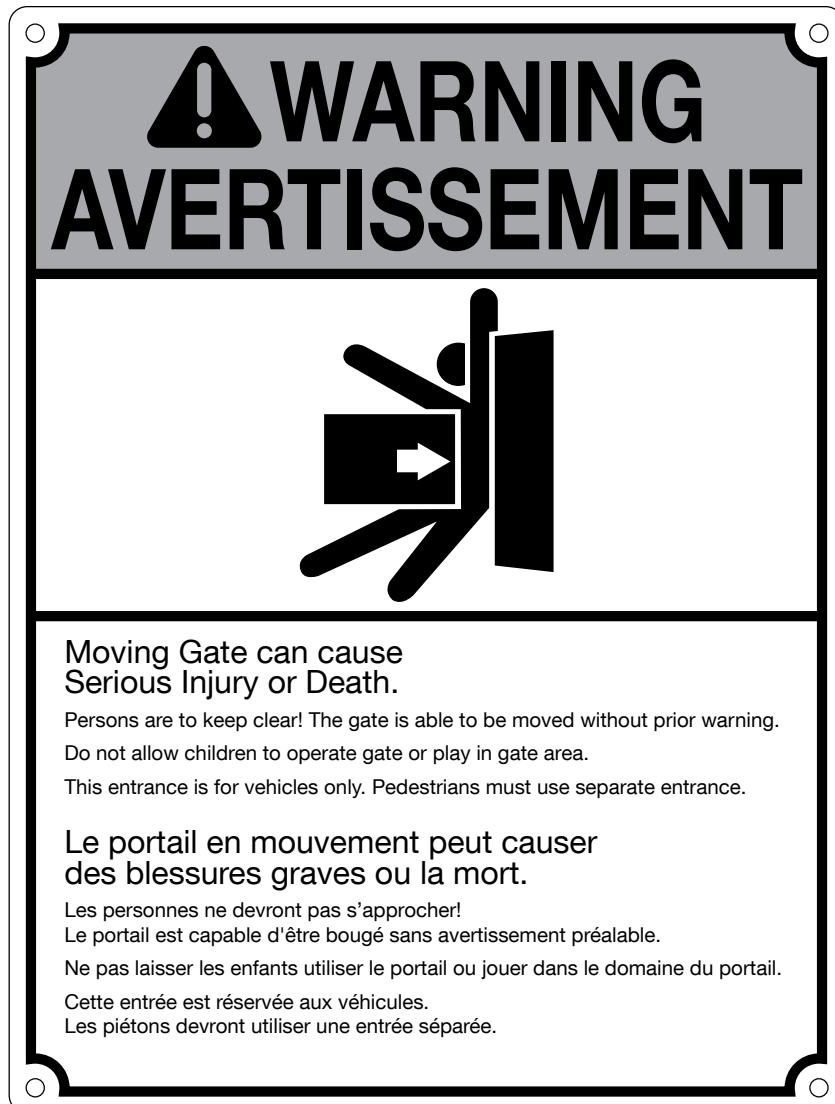 WARNING
AVERTISSEMENT
Moving Gate can cause
Serious Injury or Death.
Persons are to keep clear! The gate is able to be moved without prior warning.
Do not allow children to operate gate or play in gate area.
This entrance is for vehicles only. Pedestrians must use separate entrance.
Le portail en mouvement peut causer
des blessures graves ou la mort.
Les personnes ne devront pas s’approcher!
Le portail est capable d'être bougé sans avertissement préalable.
Ne pas laisser les enfants utiliser le portail ou jouer dans le domaine du portail.
Cette entrée est réservée aux véhicules.
Les piétons devront utiliser une entrée séparée.